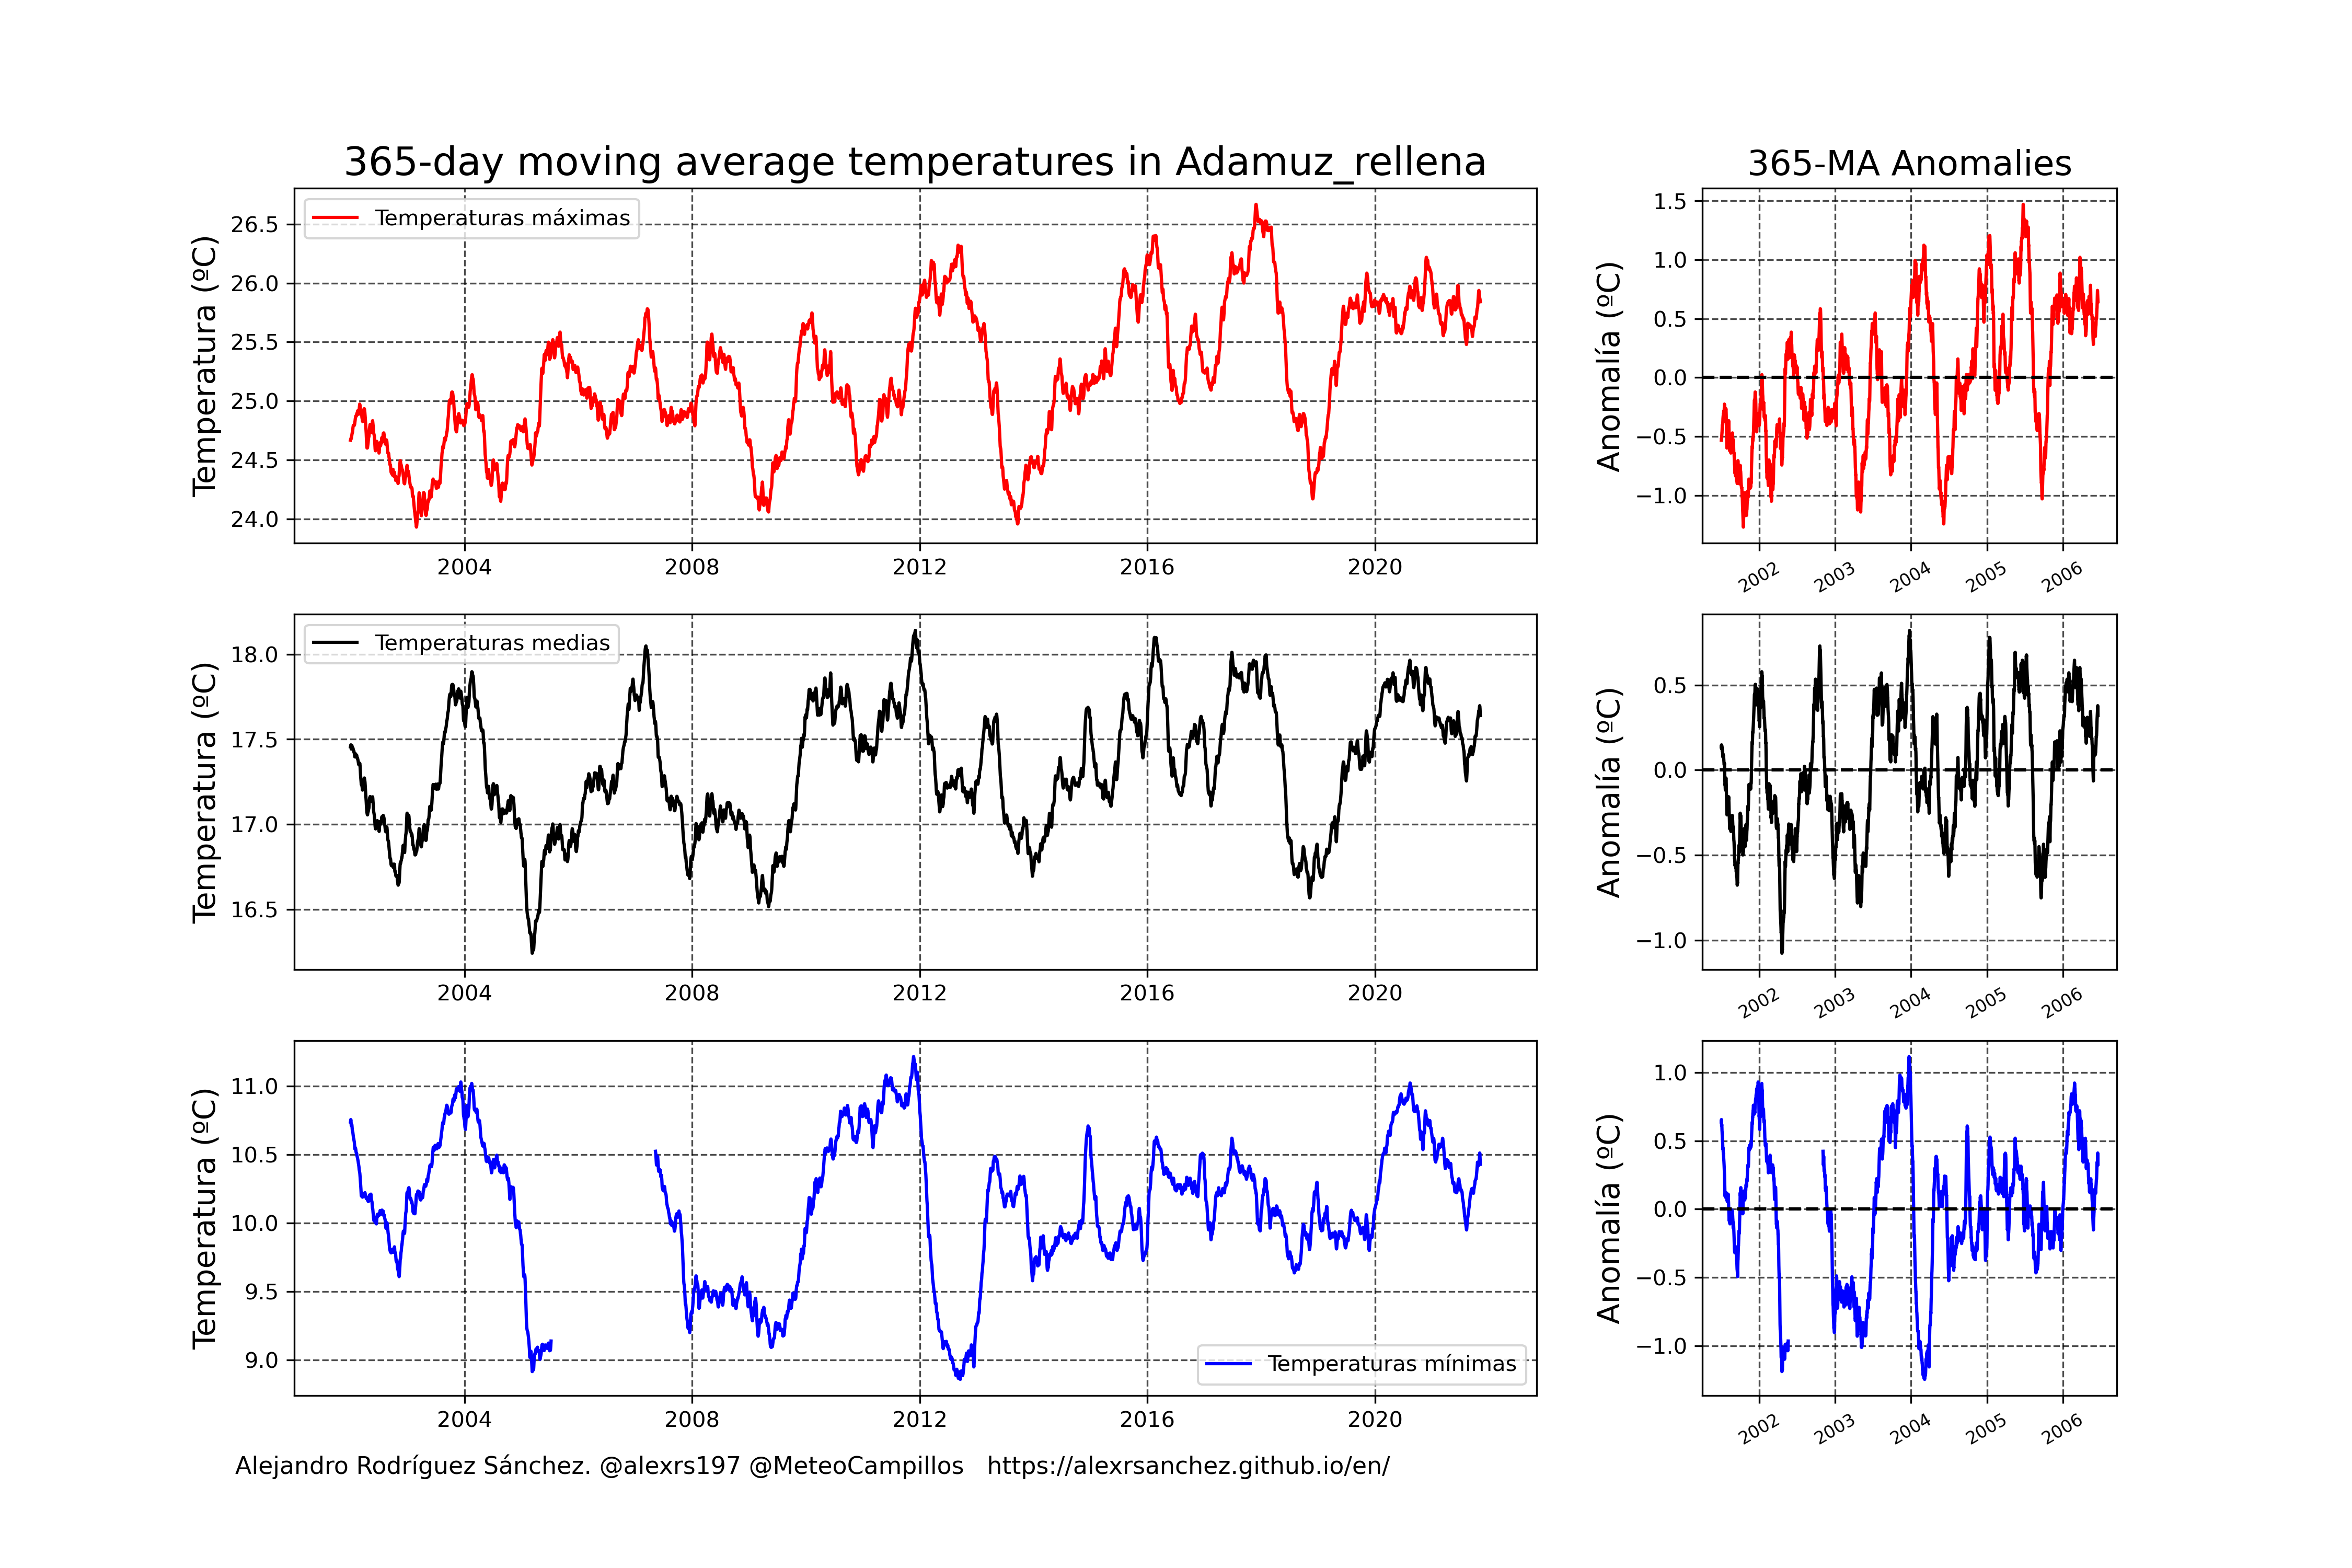 365-day moving average temperatures in Adamuz_rellena
365-MA Anomalies
Temperatura (ºC)
26.5
26.0
25.5
25.0
24.5
24.0
Temperaturas máximas
2004 2008 2012 2016 2020
Anomalía (ºC)
1.5
1.0
0.5
0.0
−0.5
−1.0
2002 2003 2004 2005 2006
Temperatura (ºC)
18.0
17.5
17.0
16.5
Temperaturas medias
2004 2008 2012 2016 2020
Anomalía (ºC)
0.5
0.0
−0.5
−1.0
2002 2003 2004 2005 2006
Temperatura (ºC)
11.0
10.5
10.0
9.5
9.0
Temperaturas mínimas
2004 2008 2012 2016 2020
Anomalía (ºC)
1.0
0.5
0.0
−0.5
−1.0
2002 2003 2004 2005 2006
Alejandro Rodríguez Sánchez. @alexrs197 @MeteoCampillos https://alexrsanchez.github.io/en/